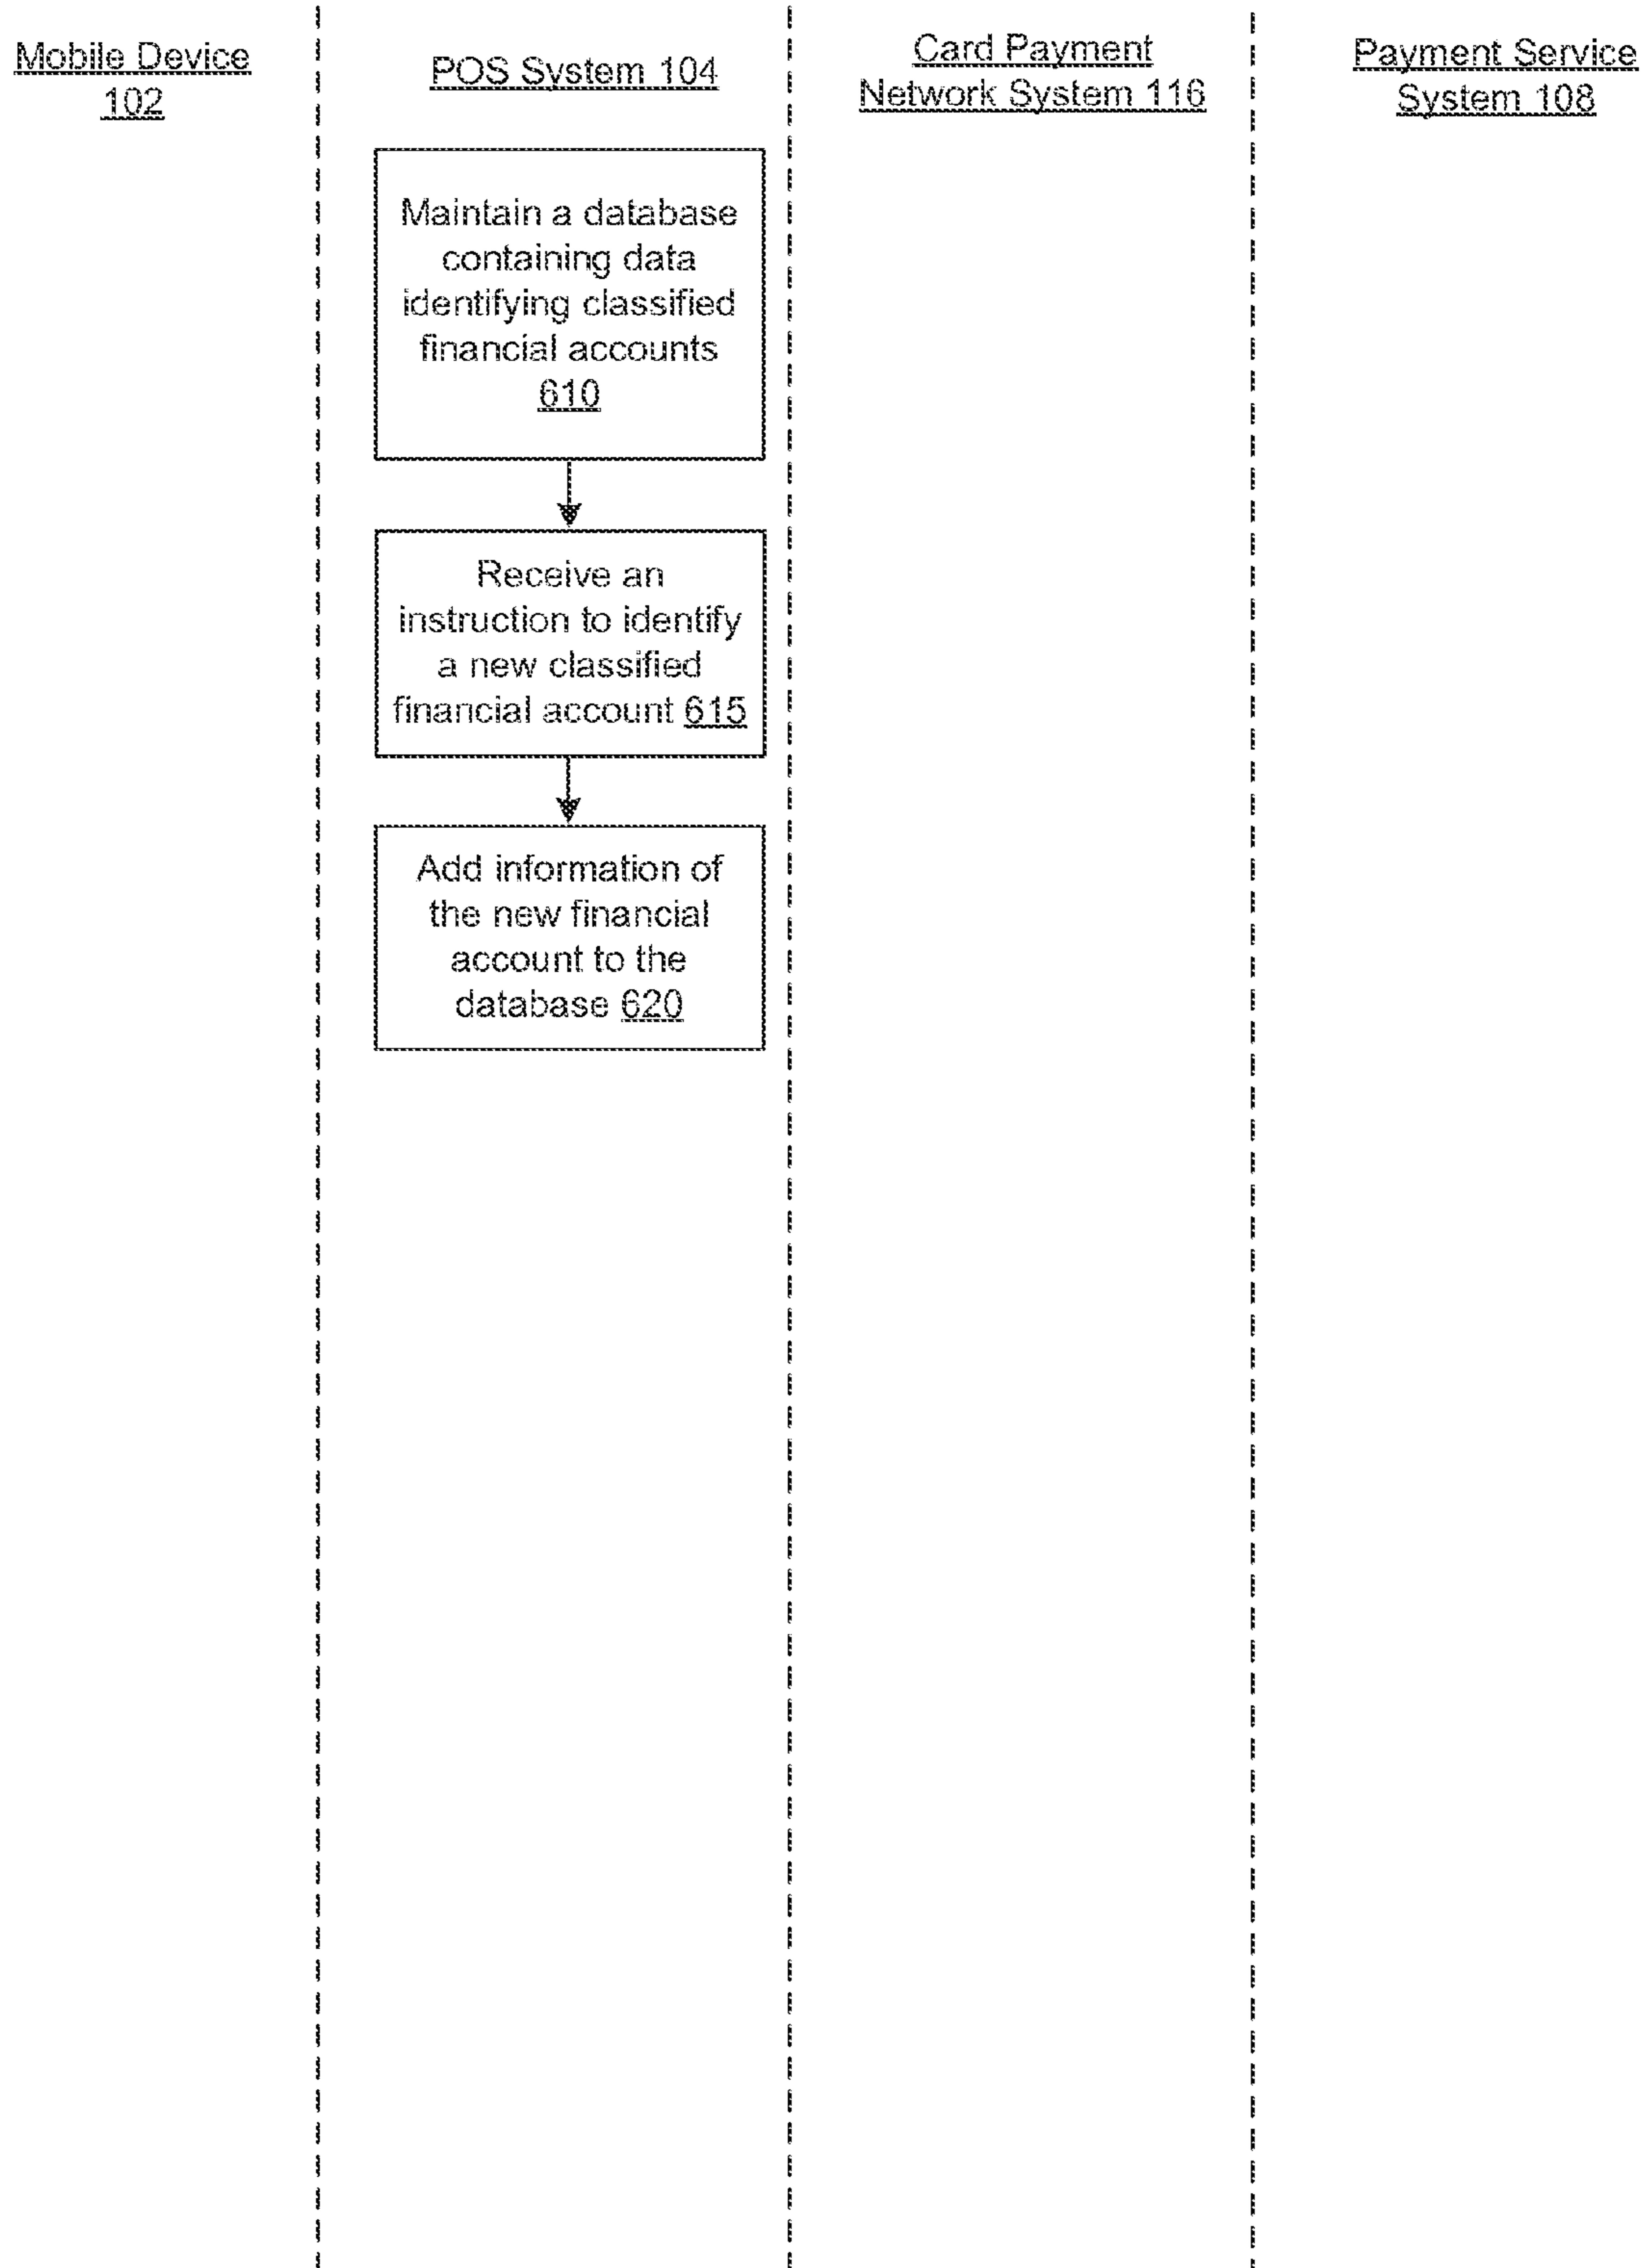 Mobile Device
102
POS System 104
Card Payment
Network System 116
Payment Service
System 108
Maintain a database
containing data
identifying classified
financial accounts
610
Receive an
instruction to identify
a new classified
financial account 615
Add information of
the new financial
account to the
database 620